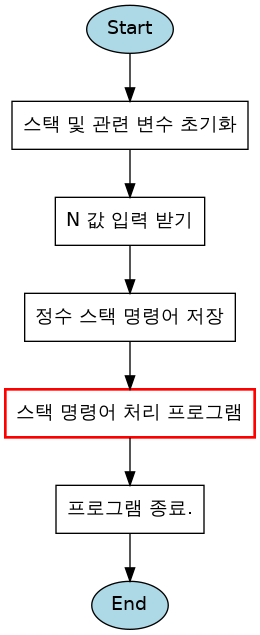 Start
스택 및 관련 변수 초기화
N 값 입력 받기
정수 스택 명령어 저장
스택 명령어 처리 프로그램
프로그램 종료.
End